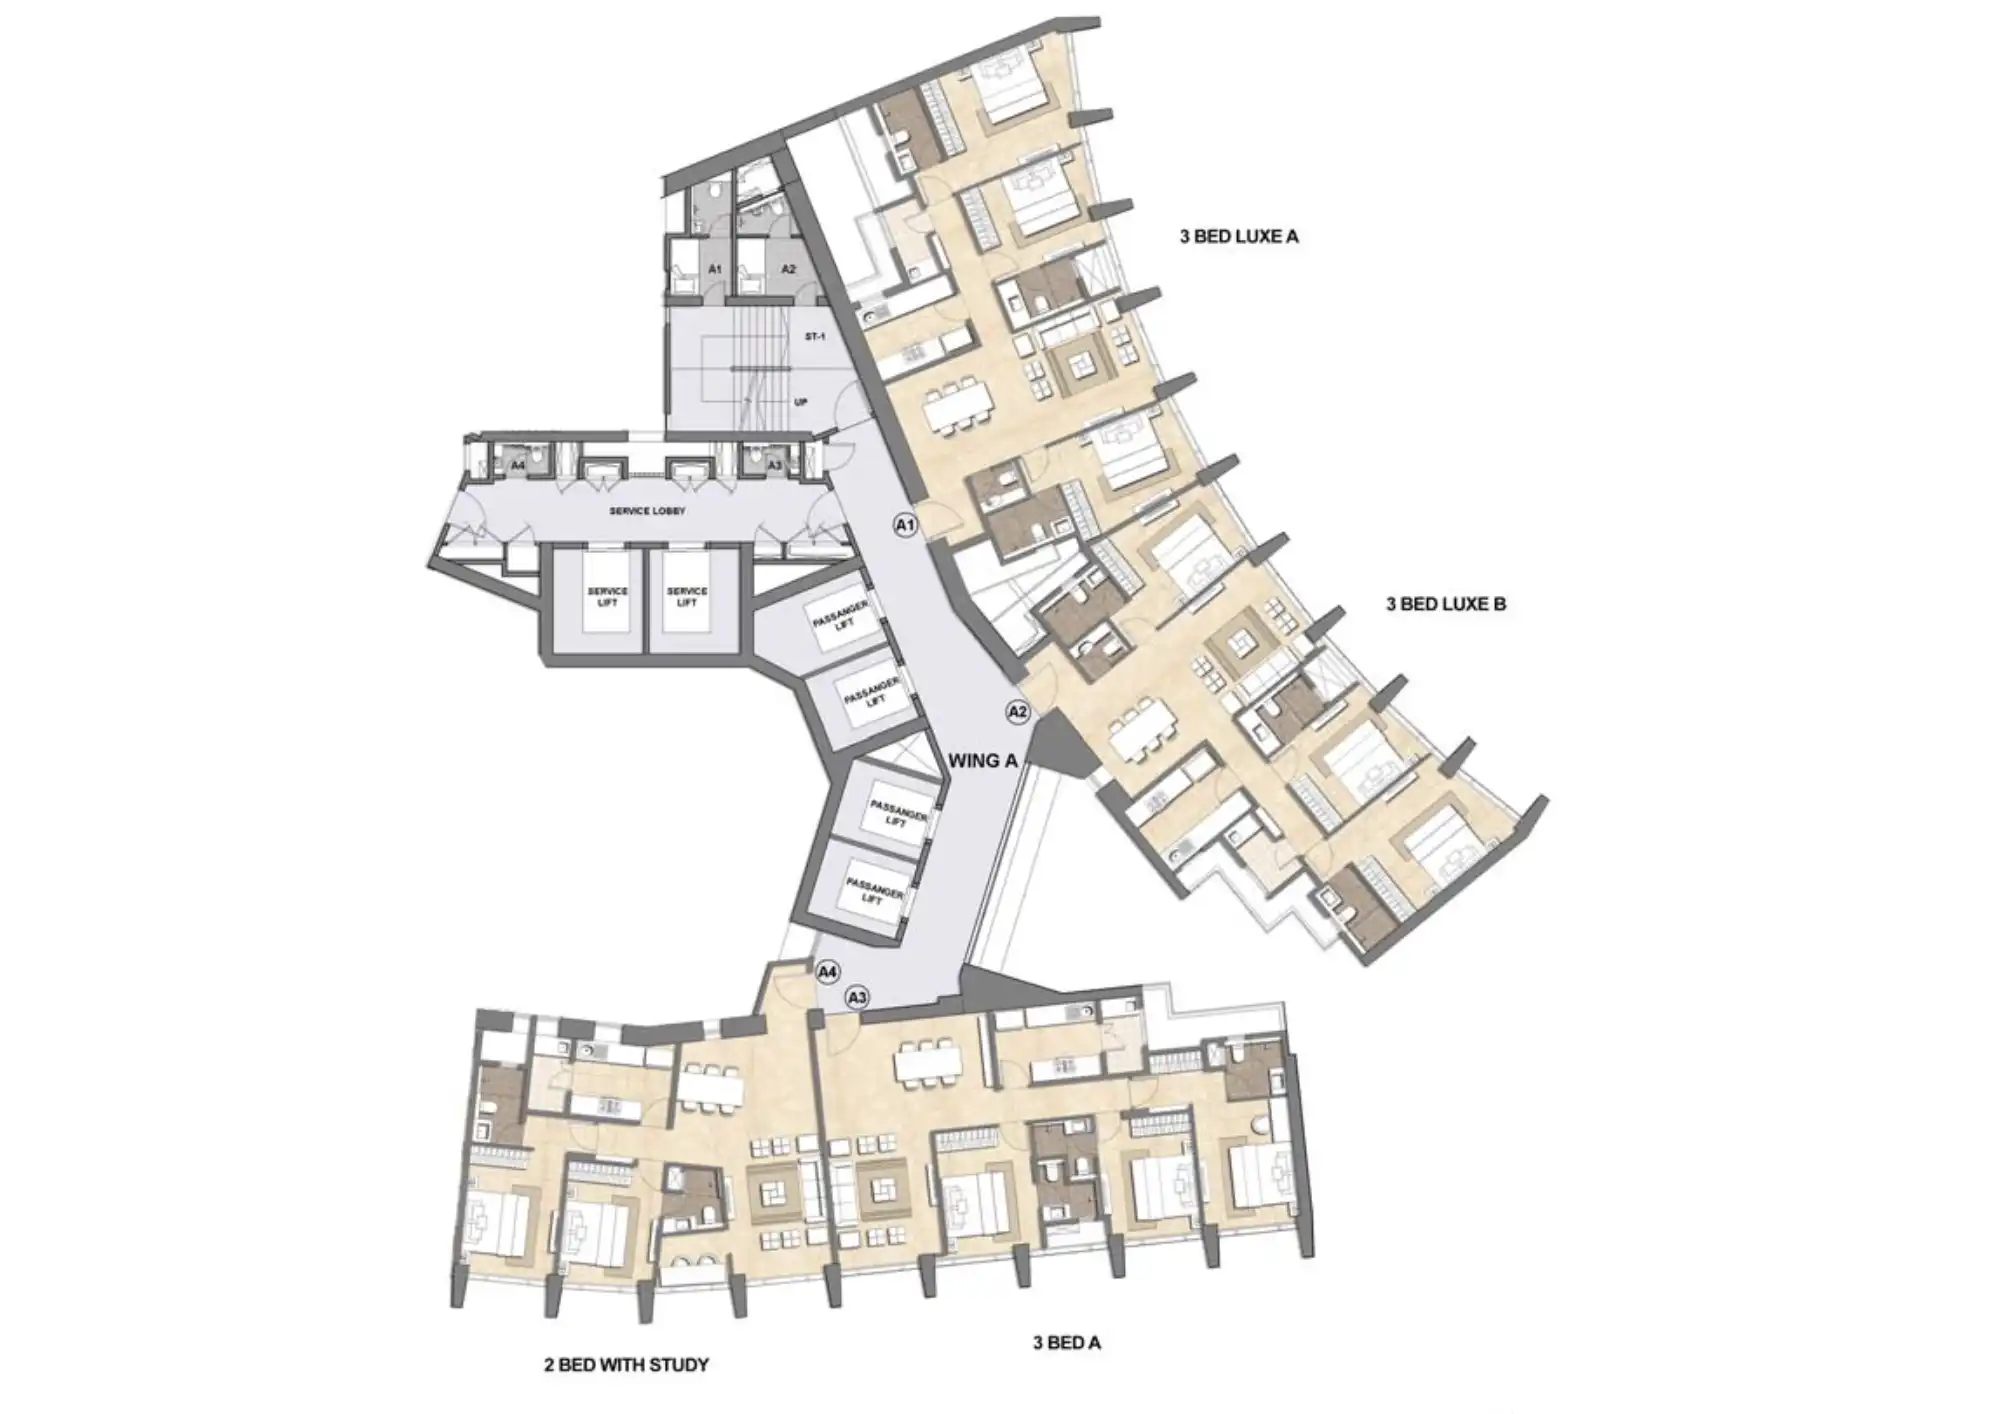 3 BED LUXE A
A1
A2
ST-1
UP
A4
A3
SERVICE LOBBY
A1
SERVICE
LIFT
SERVICE
LIFT
PASSANGER
LIFT
3 BED LUXE B
PASSANGER
LIFT
A2
WING A
PASSANGER
LIFT
PASSANGER
LIFT
A4
A3
3 BED A
2 BED WITH STUDY